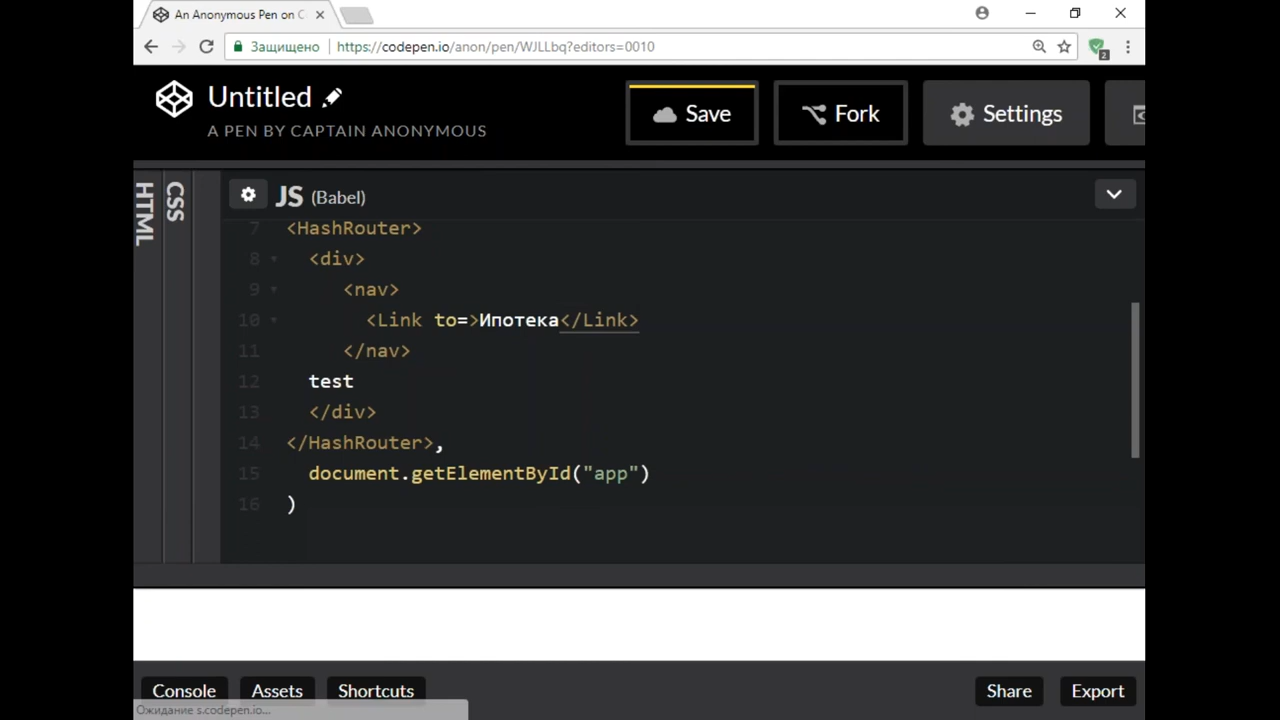 An Anonymous Pen on C
Защищено
https://codepen.io/anon/pen/WJLLbq?editors=0010
2
Untitled
A PEN BY CAPTAIN ANONYMOUS
Save
Fork
Settings
HTML
CSS
JS (Babel)
7 <HashRouter>
8 <div>
9 <nav>
10 <Link to=>Ипотека</Link>
11 </nav>
12 test
13 </div>
14 </HashRouter>,
15 document.getElementById("app")
16 )
Console
Assets
Shortcuts
Share
Export
Ожидание s.codepen.io...